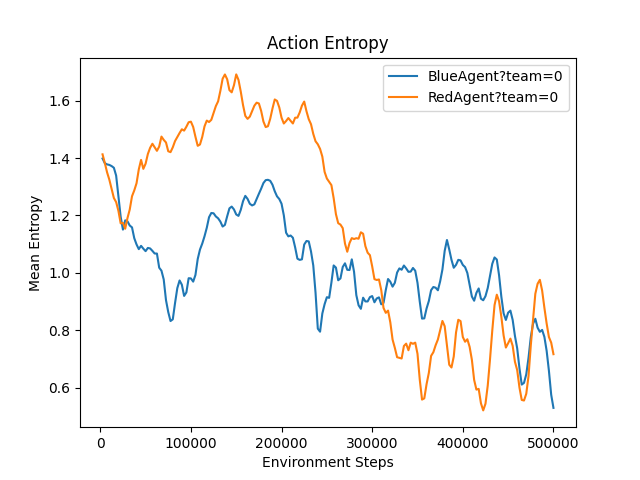 Action Entropy
BlueAgent?team=0
RedAgent?team=0
Mean Entropy
1.6
1.4
1.2
1.0
0.8
0.6
0 100000 200000 300000 400000 500000
Environment Steps